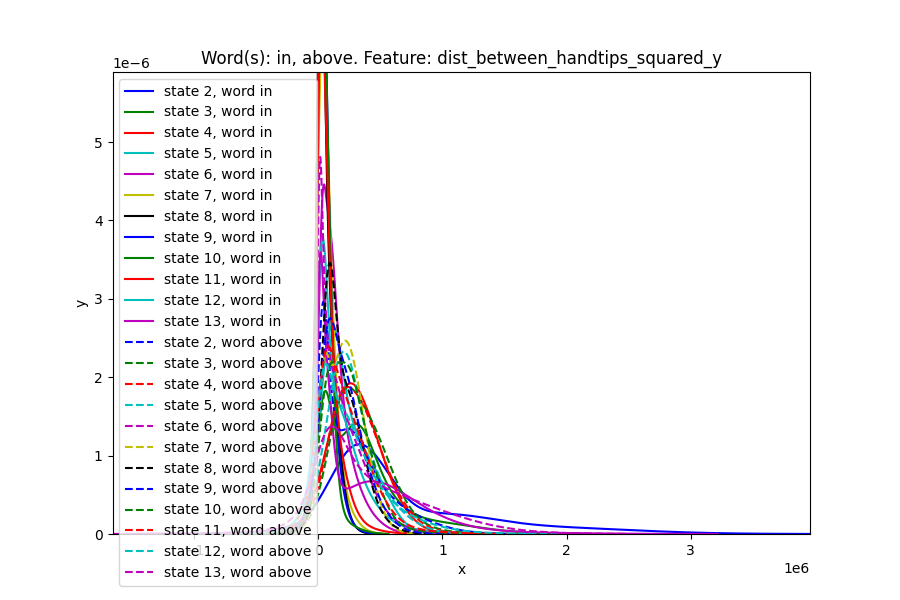 Word(s): in, above. Feature: dist_between_handtips_squared_y
1e−6
5
4
3
2
1
0
y
state 2, word in
state 3, word in
state 4, word in
state 5, word in
state 6, word in
state 7, word in
state 8, word in
state 9, word in
state 10, word in
state 11, word in
state 12, word in
state 13, word in
state 2, word above
state 3, word above
state 4, word above
state 5, word above
state 6, word above
state 7, word above
state 8, word above
state 9, word above
state 10, word above
state 11, word above
state 12, word above
state 13, word above
0 1 2 3
x
1e6